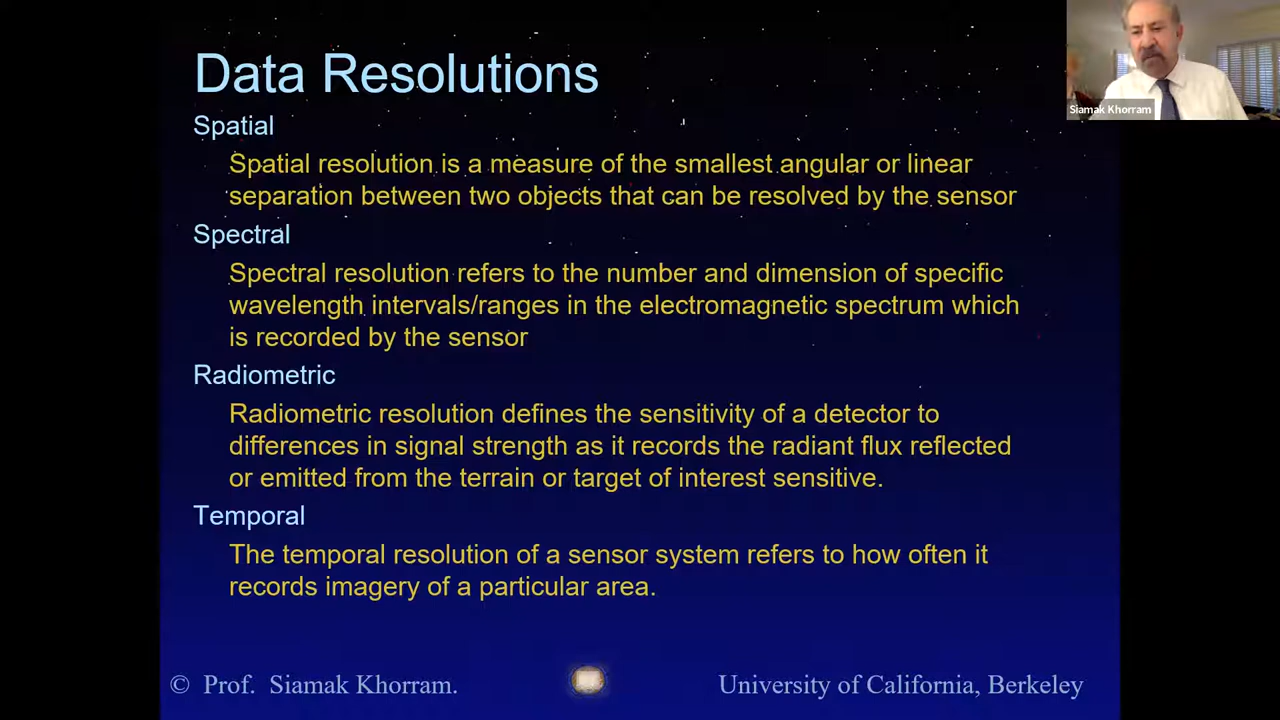 Data Resolutions
Siamak Khorram
Spatial
Spatial resolution is a measure of the smallest angular or linear
separation between two objects that can be resolved by the sensor
Spectral
Spectral resolution refers to the number and dimension of specific
wavelength intervals/ranges in the electromagnetic spectrum which
is recorded by the sensor
Radiometric
Radiometric resolution defines the sensitivity of a detector to
differences in signal strength as it records the radiant flux reflected
or emitted from the terrain or target of interest sensitive.
Temporal
The temporal resolution of a sensor system refers to how often it
records imagery of a particular area.
© Prof. Siamak Khorram.
University of California, Berkeley